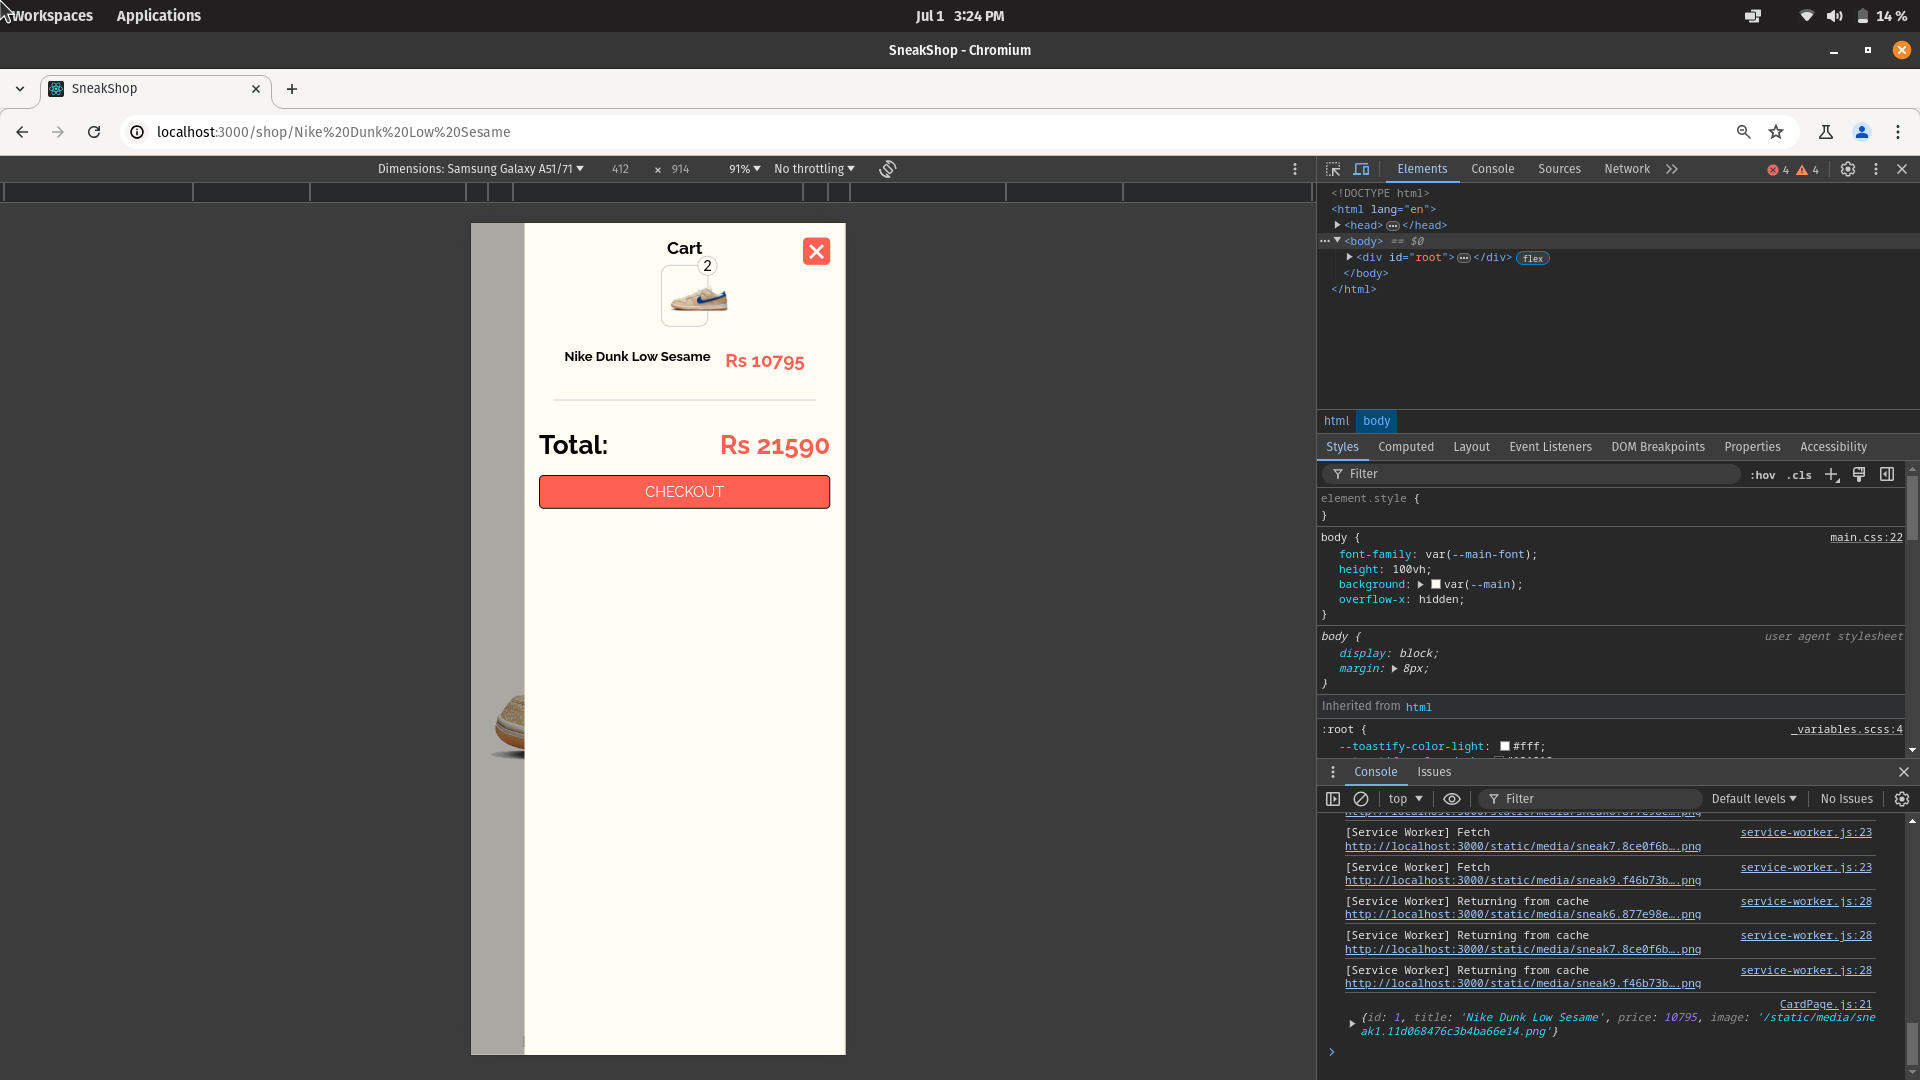 Workspaces Applications Jul 1 3:24 PM 14 %
SneakShop - Chromium
SneakShop
localhost:3000/shop/Nike%20Dunk%20Low%20Sesame
Dimensions: Samsung Galaxy A51/71 412 × 914 91% No throttling
Cart
2
Nike Dunk Low Sesame Rs 10795
Total: Rs 21590
CHECKOUT
Elements Console Sources Network 4 4
<!DOCTYPE html>
<html lang="en">
<head> </head>
<body> == $0
<div id="root"> </div> flex
</body>
</html>
html body
Styles Computed Layout Event Listeners DOM Breakpoints Properties Accessibility
Filter :hov .cls
element.style {
}
body { main.css:22
font-family: var(--main-font);
height: 100vh;
background: var(--main);
overflow-x: hidden;
}
body { user agent stylesheet
display: block;
margin: 8px;
}
Inherited from html
:root { _variables.scss:4
--toastify-color-light: #fff;
Console Issues
top Filter Default levels No Issues
[Service Worker] Fetch service-worker.js:23
http://localhost:3000/static/media/sneak7.8ce0f6b….png
[Service Worker] Fetch service-worker.js:23
http://localhost:3000/static/media/sneak9.f46b73b….png
[Service Worker] Returning from cache service-worker.js:28
http://localhost:3000/static/media/sneak6.877e98e….png
[Service Worker] Returning from cache service-worker.js:28
http://localhost:3000/static/media/sneak7.8ce0f6b….png
[Service Worker] Returning from cache service-worker.js:28
http://localhost:3000/static/media/sneak9.f46b73b….png
CardPage.js:21
{id: 1, title: 'Nike Dunk Low Sesame', price: 10795, image: '/static/media/sne
ak1.11d068476c3b4ba66e14.png'}